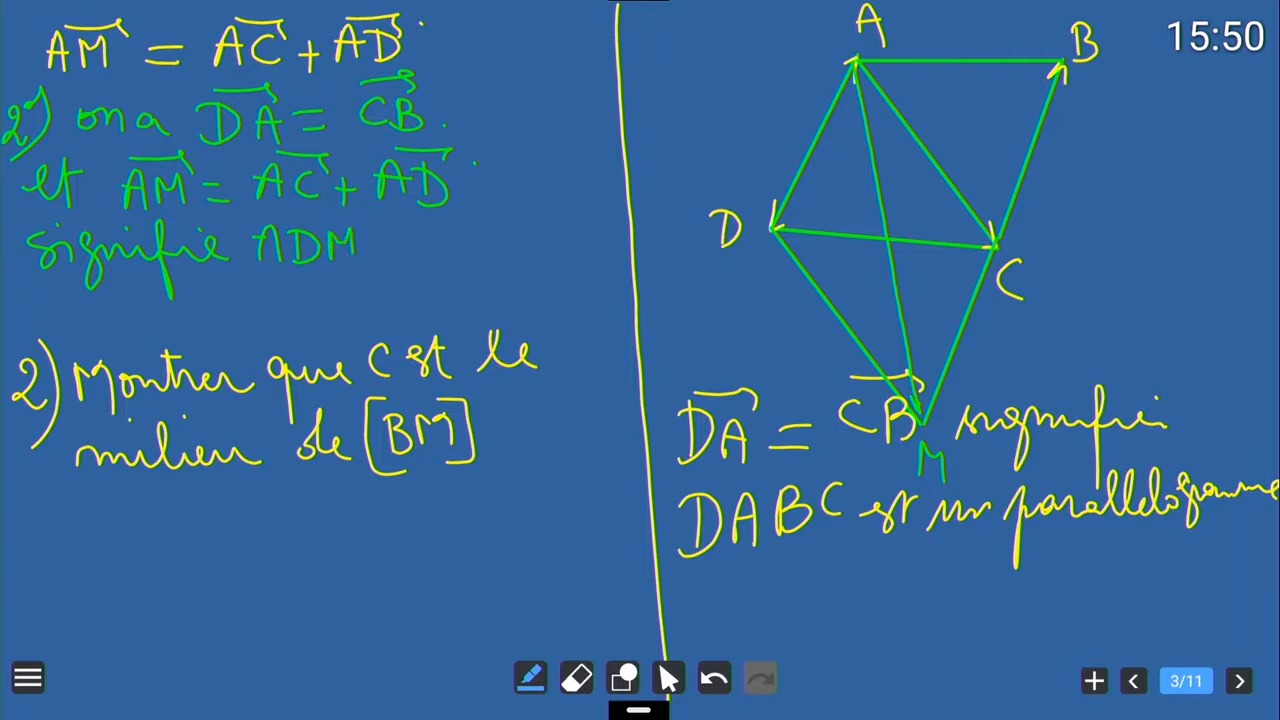 AM = AC + AD
2) on a DA = CB.
et AM = AC + AD
signifie ADM
2) Montrer que C est le
milieu de [BM]
15:50
A
B
D
C
M
DA = CB signifie
DABC est un parallélogramme
3/11